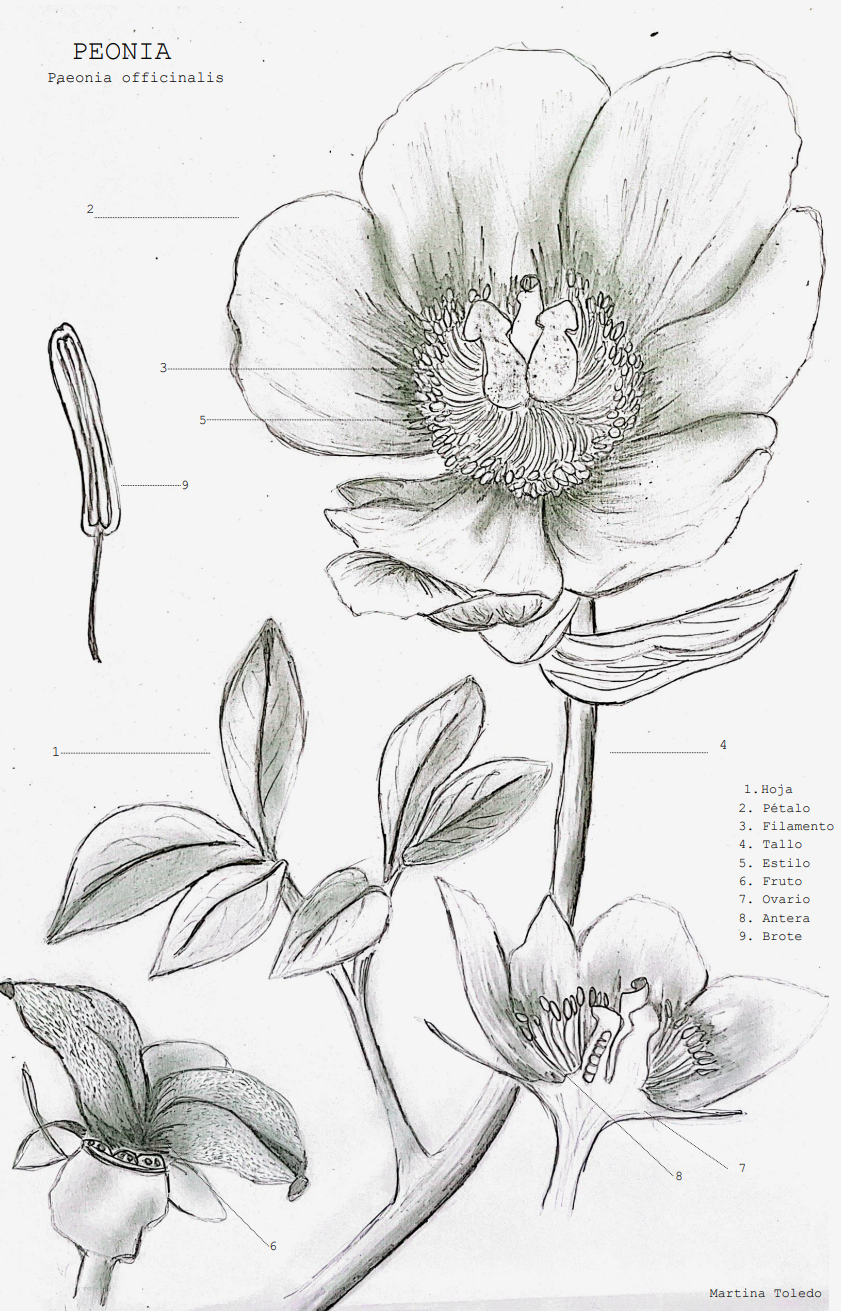 PEONIA
Paeonia officinalis
2
3
5
9
1
4
1.Hoja
2. Pétalo
3. Filamento
4. Tallo
5. Estilo
6. Fruto
7. Ovario
8. Antera
9. Brote
7
8
6
Martina Toledo